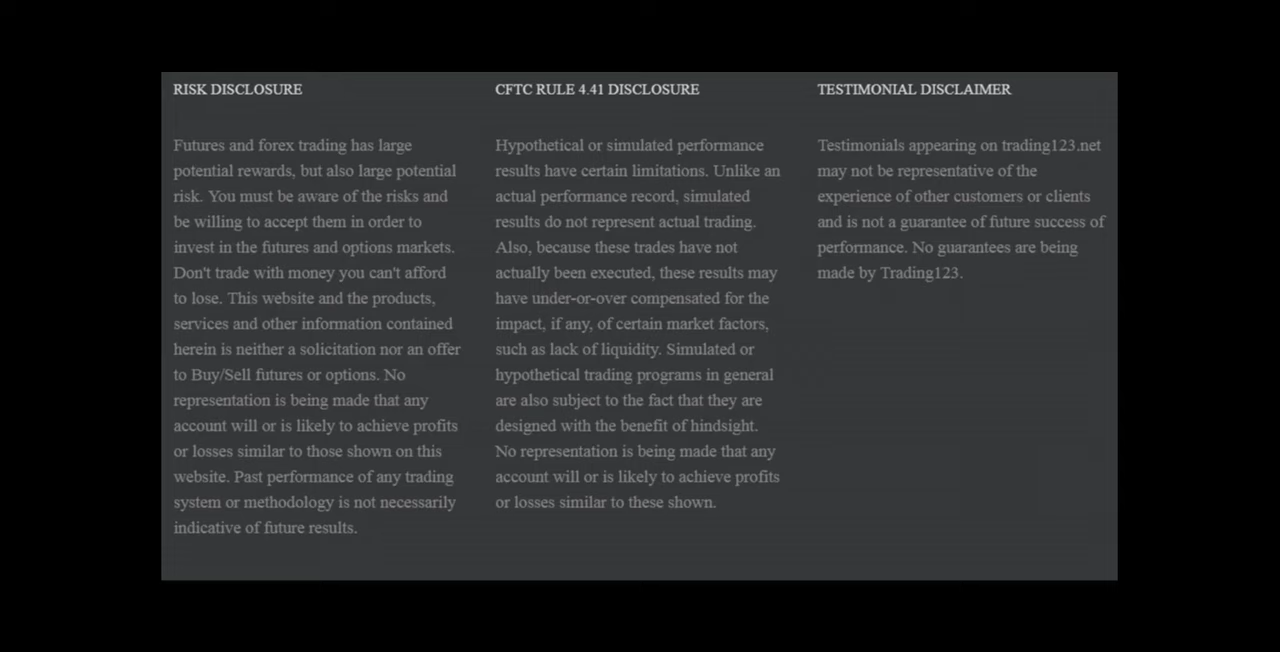 RISK DISCLOSURE
Futures and forex trading has large
potential rewards, but also large potential
risk. You must be aware of the risks and
be willing to accept them in order to
invest in the futures and options markets.
Don't trade with money you can't afford
to lose. This website and the products,
services and other information contained
herein is neither a solicitation nor an offer
to Buy/Sell futures or options. No
representation is being made that any
account will or is likely to achieve profits
or losses similar to those shown on this
website. Past performance of any trading
system or methodology is not necessarily
indicative of future results.
CFTC RULE 4.41 DISCLOSURE
Hypothetical or simulated performance
results have certain limitations. Unlike an
actual performance record, simulated
results do not represent actual trading.
Also, because these trades have not
actually been executed, these results may
have under-or-over compensated for the
impact, if any, of certain market factors,
such as lack of liquidity. Simulated or
hypothetical trading programs in general
are also subject to the fact that they are
designed with the benefit of hindsight.
No representation is being made that any
account will or is likely to achieve profits
or losses similar to these shown.
TESTIMONIAL DISCLAIMER
Testimonials appearing on trading123.net
may not be representative of the
experience of other customers or clients
and is not a guarantee of future success of
performance. No guarantees are being
made by Trading123.